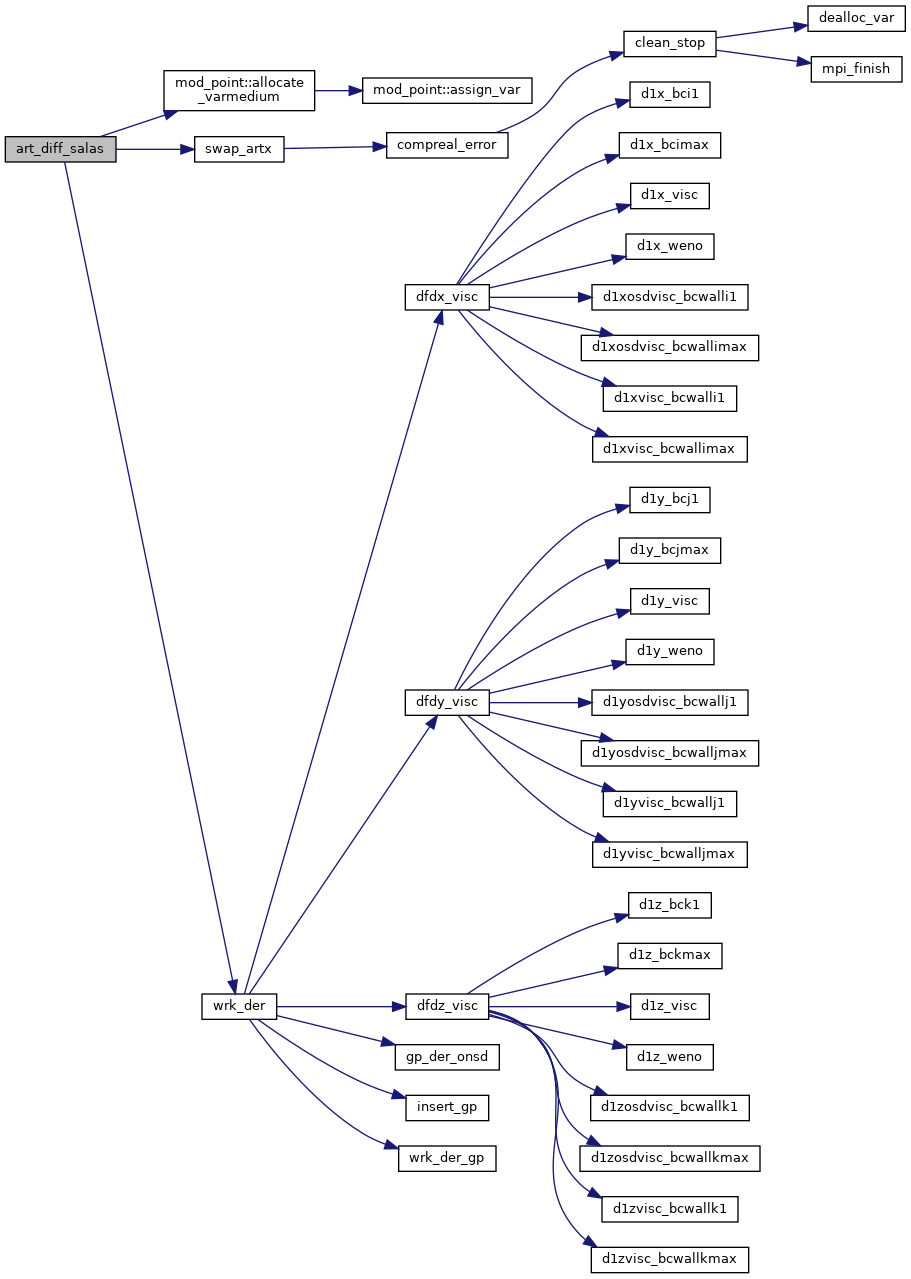 dealloc_var
clean_stop
mpi_finish
mod_point::allocate
_varmedium
mod_point::assign_var
d1x_bci1
art_diff_salas
swap_artx
compreal_error
d1x_bcimax
d1x_visc
d1x_weno
dfdx_visc
d1xosdvisc_bcwalli1
d1xosdvisc_bcwallimax
d1xvisc_bcwalli1
d1xvisc_bcwallimax
d1y_bcj1
d1y_bcjmax
d1y_visc
d1y_weno
dfdy_visc
d1yosdvisc_bcwallj1
d1yosdvisc_bcwalljmax
d1yvisc_bcwallj1
d1yvisc_bcwalljmax
d1z_bck1
d1z_bckmax
wrk_der
dfdz_visc
d1z_visc
gp_der_onsd
d1z_weno
insert_gp
d1zosdvisc_bcwallk1
wrk_der_gp
d1zosdvisc_bcwallkmax
d1zvisc_bcwallk1
d1zvisc_bcwallkmax